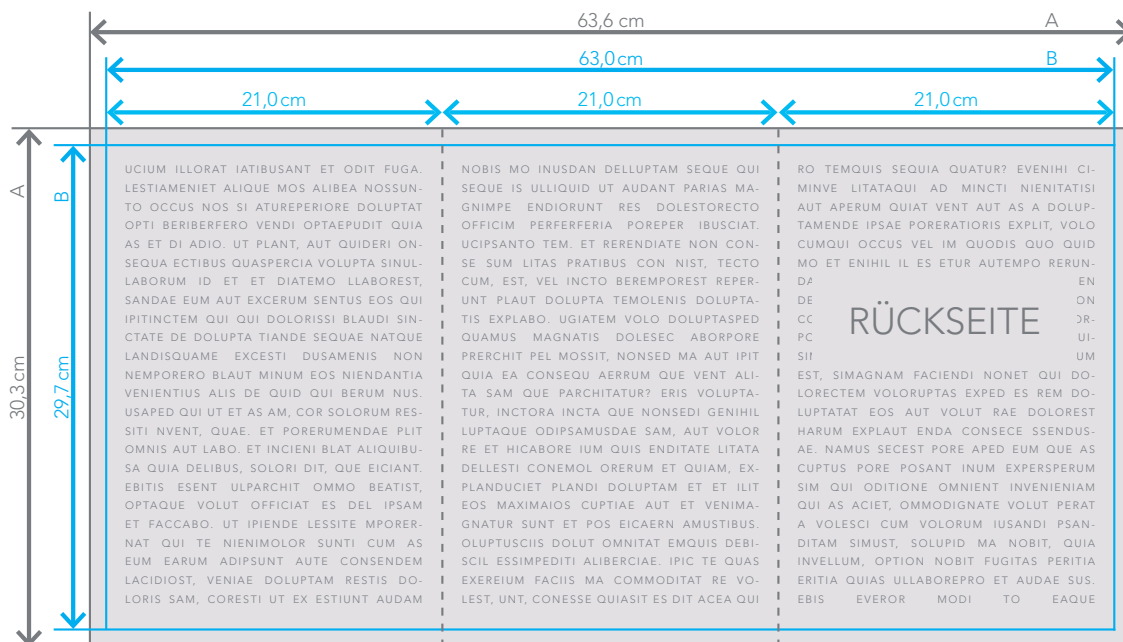 63,6 cm A
63,0 cm B
21,0 cm 21,0 cm 21,0 cm
A
B
30,3 cm
29,7 cm
UCIUM ILLORAT IATIBUSANT ET ODIT FUGA.
LESTIAMENIET ALIQUE MOS ALIBEA NOSSUN-
TO OCCUS NOS SI ATUREPERIORE DOLUPTAT
OPTI BERIBERFERO VENDI OPTAEPUDIT QUIA
AS ET DI ADIO. UT PLANT, AUT QUIDERI ON-
SEQUA ECTIBUS QUASPERCIA VOLUPTA SINUL-
LABORUM ID ET ET DIATEMO LLABOREST,
SANDAE EUM AUT EXCERUM SENTUS EOS QUI
IPITINCTEM QUI QUI DOLORISSI BLAUDI SIN-
CTATE DE DOLUPTA TIANDE SEQUAE NATQUE
LANDISQUAME EXCESTI DUSAMENIS NON
NEMPORERO BLAUT MINUM EOS NIENDANTIA
VENIENTIUS ALIS DE QUID QUI BERUM NUS.
USAPED QUI UT ET AS AM, COR SOLORUM RES-
SITI NVENT, QUAE. ET PORERUMENDAE PLIT
OMNIS AUT LABO. ET INCIENI BLAT ALIQUIBU-
SA QUIA DELIBUS, SOLORI DIT, QUE EICIANT.
EBITIS ESENT ULPARCHIT OMMO BEATIST,
OPTAQUE VOLUT OFFICIAT ES DEL IPSAM
ET FACCABO. UT IPIENDE LESSITE MPORER-
NAT QUI TE NIENIMOLOR SUNTI CUM AS
EUM EARUM ADIPSUNT AUTE CONSENDEM
LACIDIOST, VENIAE DOLUPTAM RESTIS DO-
LORIS SAM, CORESTI UT EX ESTIUNT AUDAM
NOBIS MO INUSDAN DELLUPTAM SEQUE QUI
SEQUE IS ULLIQUID UT AUDANT PARIAS MA-
GNIMPE ENDIORUNT RES DOLESTORECTO
OFFICIM PERFERFERIA POREPER IBUSCIAT.
UCIPSANTO TEM. ET RERENDIATE NON CON-
SE SUM LITAS PRATIBUS CON NIST, TECTO
CUM, EST, VEL INCTO BEREMPOREST REPER-
UNT PLAUT DOLUPTA TEMOLENIS DOLUPTA-
TIS EXPLABO. UGIATEM VOLO DOLUPTASPED
QUAMUS MAGNATIS DOLESEC ABORPORE
PRERCHIT PEL MOSSIT, NONSED MA AUT IPIT
QUIA EA CONSEQU AERRUM QUE VENT ALI-
TA SAM QUE PARCHITATUR? ERIS VOLUPTA-
TUR, INCTORA INCTA QUE NONSEDI GENIHIL
LUPTAQUE ODIPSAMUSDAE SAM, AUT VOLOR
RE ET HICABORE IUM QUIS ENDITATE LITATA
DELLESTI CONEMOL ORERUM ET QUIAM, EX-
PLANDUCIET PLANDI DOLUPTAM ET ET ILIT
EOS MAXIMAIOS CUPTIAE AUT ET VENIMA-
GNATUR SUNT ET POS EICAERN AMUSTIBUS.
OLUPTUSCIIS DOLUT OMNITAT EMQUIS DEBI-
SCIL ESSIMPEDITI ALIBERCIAE. IPIC TE QUAS
EXEREIUM FACIIS MA COMMODITAT RE VO-
LEST, UNT, CONESSE QUIASIT ES DIT ACEA QUI
RO TEMQUIS SEQUIA QUATUR? EVENIHI CI-
MINVE LITATAQUI AD MINCTI NIENITATISI
AUT APERUM QUIAT VENT AUT AS A DOLUP-
TAMENDE IPSAE PORERATIORIS EXPLIT, VOLO
CUMQUI OCCUS VEL IM QUODIS QUO QUID
MO ET ENIHIL IL ES ETUR AUTEMPO RERUN-
EN
DE ON
RÜCKSEITE
PC UI-
UM
EST, SIMAGNAM FACIENDI NONET QUI DO-
LORECTEM VOLORUPTAS EXPED ES REM DO-
LUPTATAT EOS AUT VOLUT RAE DOLOREST
HARUM EXPLAUT ENDA CONSECE SSENDUS-
AE. NAMUS SECEST PORE APED EUM QUE AS
CUPTUS PORE POSANT INUM EXPERSPERUM
SIM QUI ODITIONE OMNIENT INVENIENIAM
QUI AS ACIET, OMMODIGNATE VOLUT PERAT
A VOLESCI CUM VOLORUM IUSANDI PSAN-
DITAM SIMUST, SOLUPID MA NOBIT, QUIA
INVELLUM, OPTION NOBIT FUGITAS PERITIA
ERITIA QUIAS ULLABOREPRO ET AUDAE SUS.
EBIS EVEROR MODI TO EAQUE